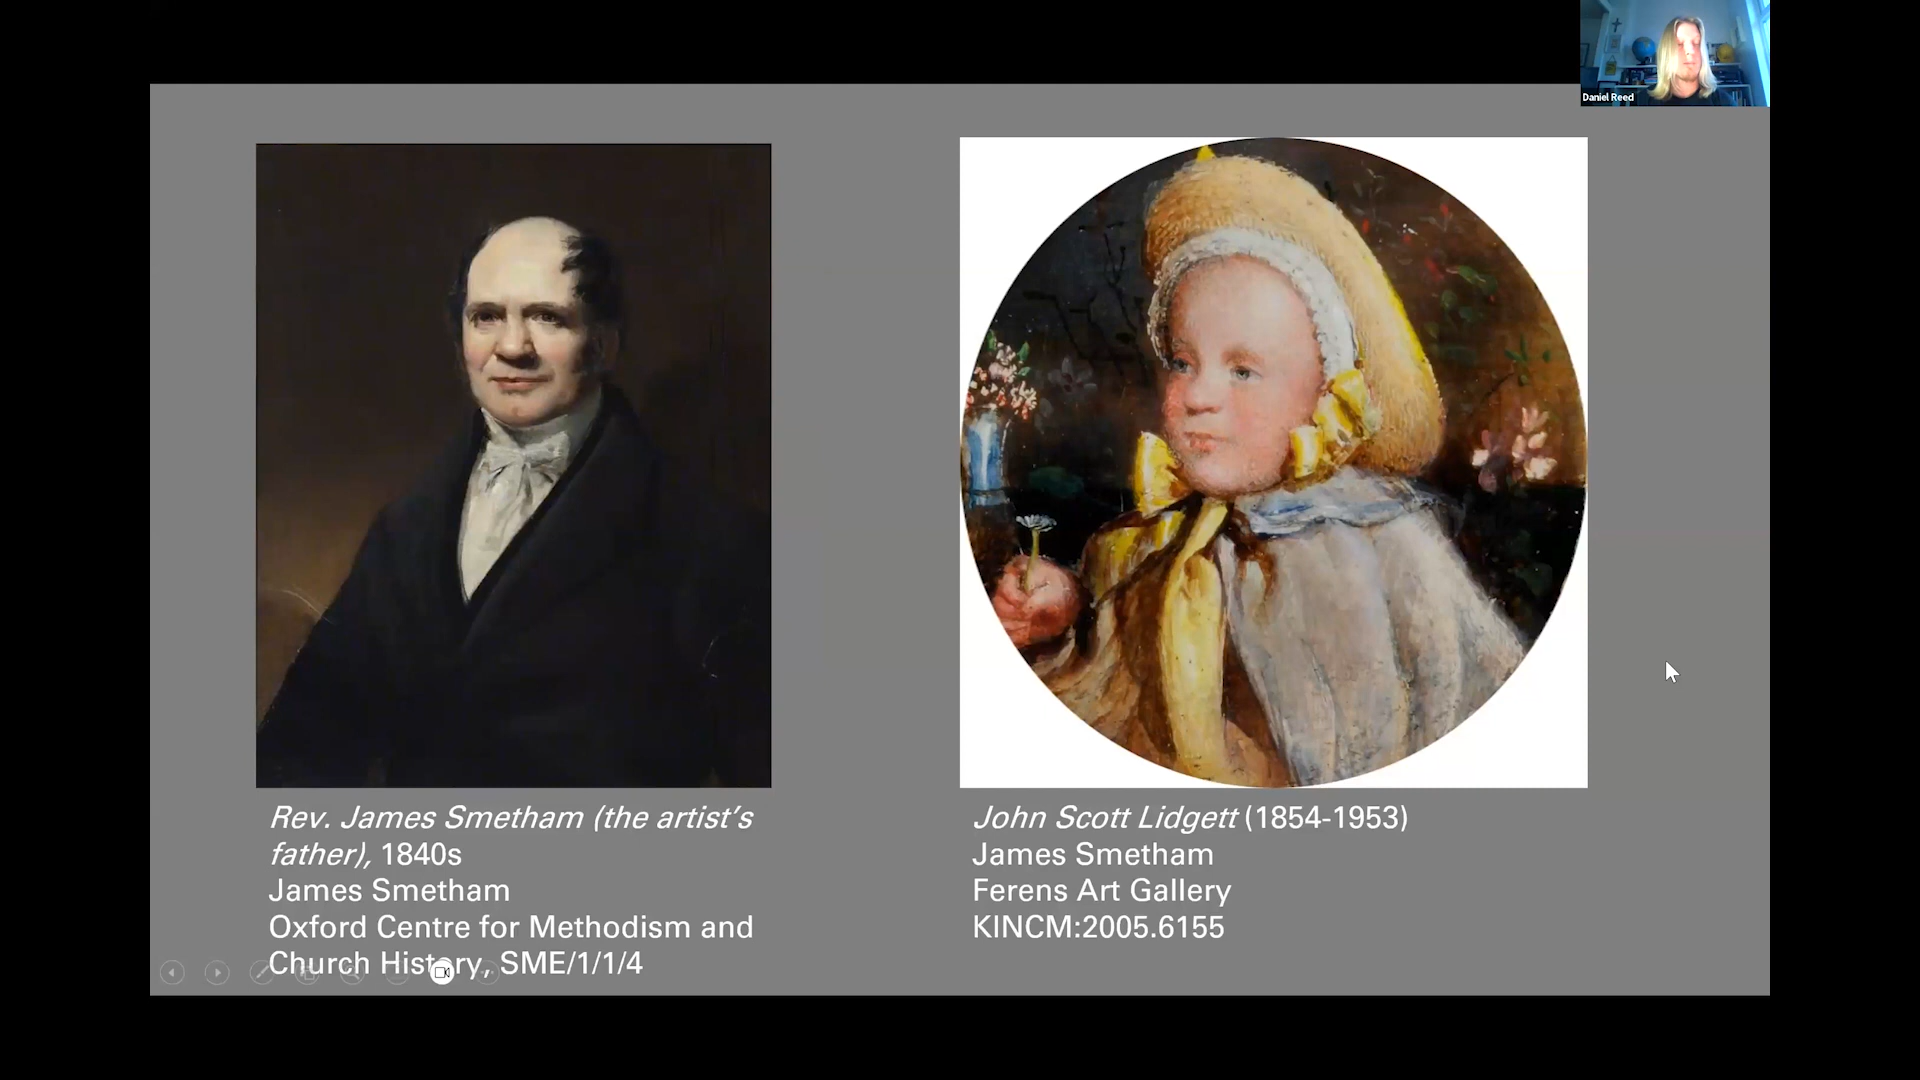 Daniel Reed
Rev. James Smetham (the artist's
father), 1840s
James Smetham
Oxford Centre for Methodism and
Church History, SME/1/1/4
John Scott Lidgett (1854-1953)
James Smetham
Ferens Art Gallery
KINCM:2005.6155